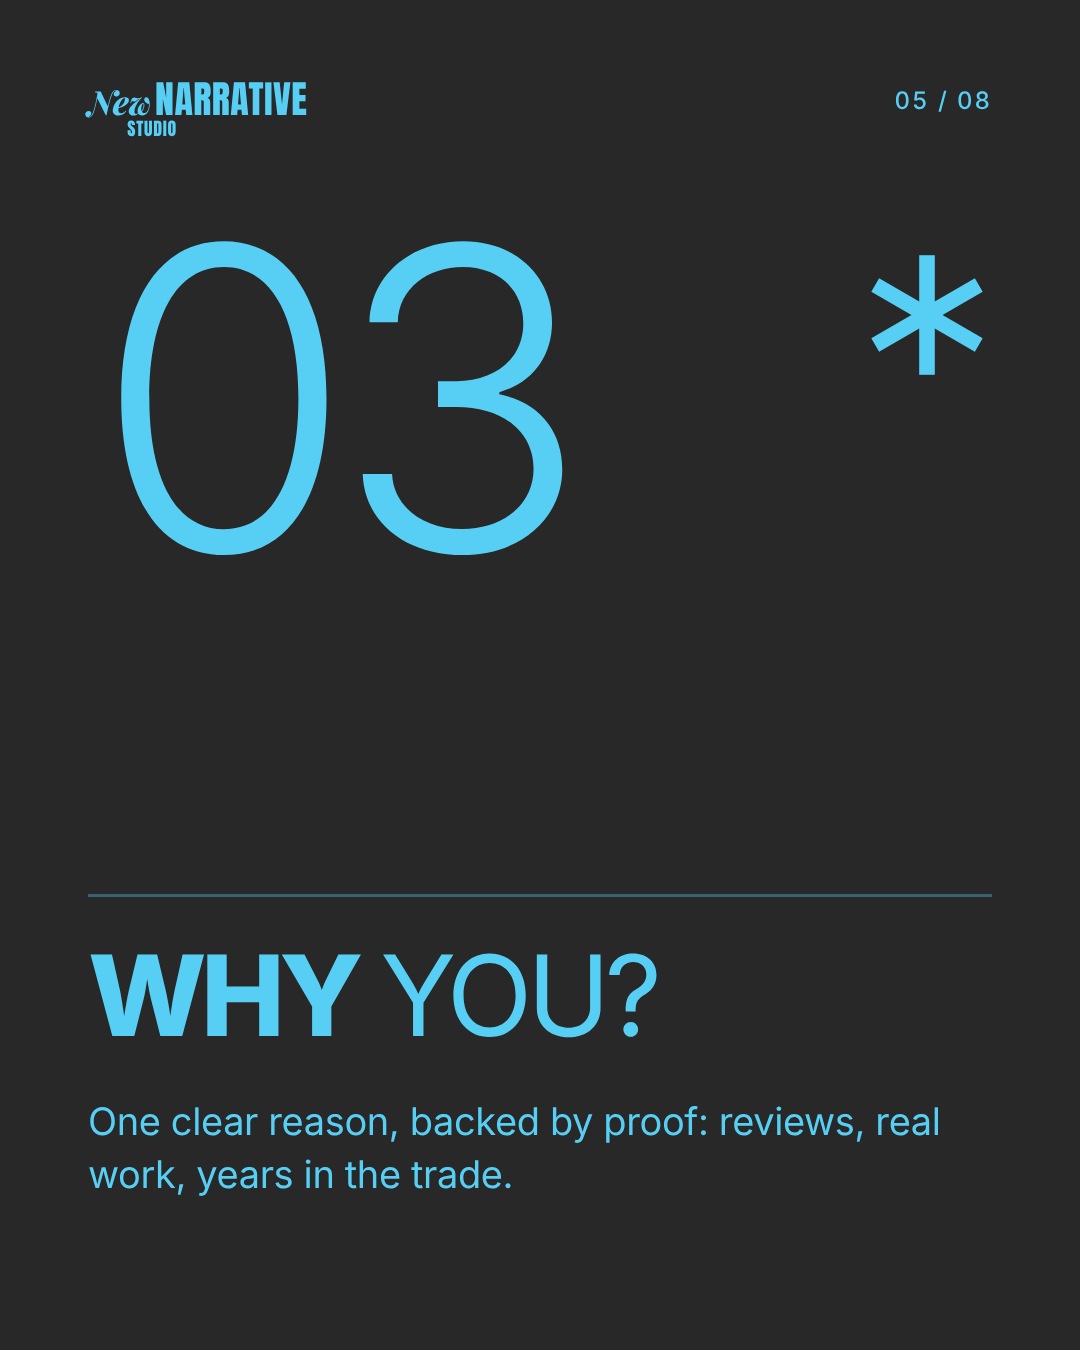 New NARRATIVE
STUDIO
05 / 08
03
*
WHY YOU?
One clear reason, backed by proof: reviews, real
work, years in the trade.